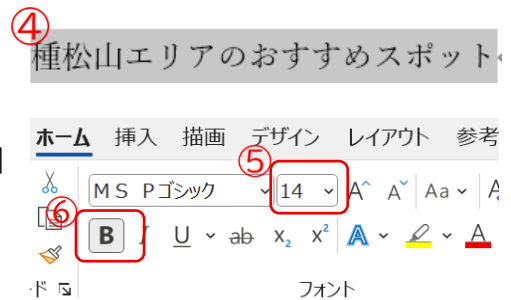 ④
種松山エリアのおすすめスポット
ホーム 挿入 描画 デザイン レイアウト 参考
⑤
ＭＳ Ｐゴシック 14 A^ Aˇ Aa A
⑥
B I U ab X₂ X² A A
ド フォント